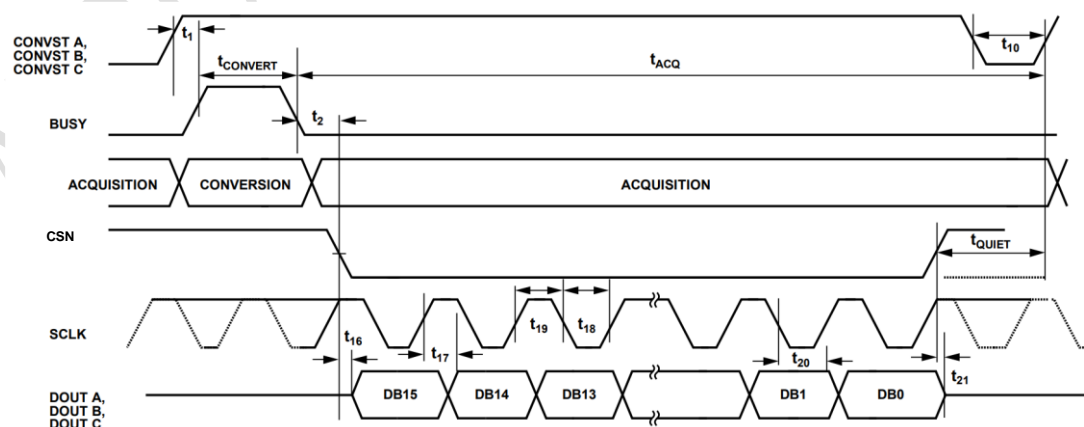 CONVST A,
CONVST B,
CONVST C
t1
tCONVERT
tACQ
t10
BUSY
t2
ACQUISITION
CONVERSION
ACQUISITION
CSN
tQUIET
SCLK
t16
t17
t19
t18
t20
t21
DOUT A,
DOUT B,
DOUT C
DB15
DB14
DB13
DB1
DB0